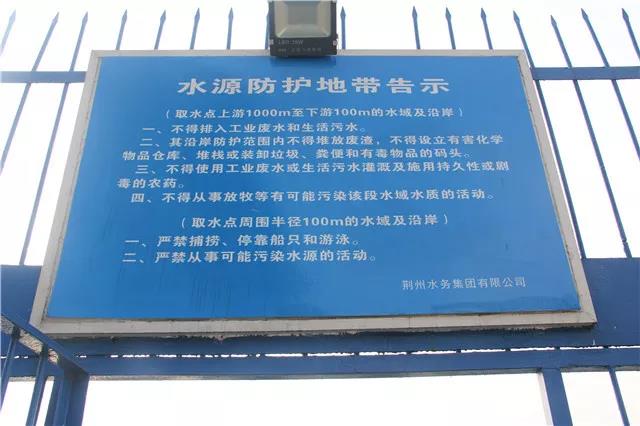 水源防护地带告示
（取水点上游1000m至下游100m的水域及沿岸）
一、不得排入工业废水和生活污水。
二、其沿岸防护范围内不得堆放废渣，不得设立有害化学
物品仓库、堆栈或装卸垃圾、粪便和有毒物品的码头。
三、不得使用工业废水或生活污水灌溉及施用持久性或剧
毒的农药。
四、不得从事放牧等有可能污染该段水域水质的活动。
（取水点周围半径100m的水域及沿岸）
一、严禁捕捞、停靠船只和游泳。
二、严禁从事可能污染水源的活动。
荆州水务集团有限公司